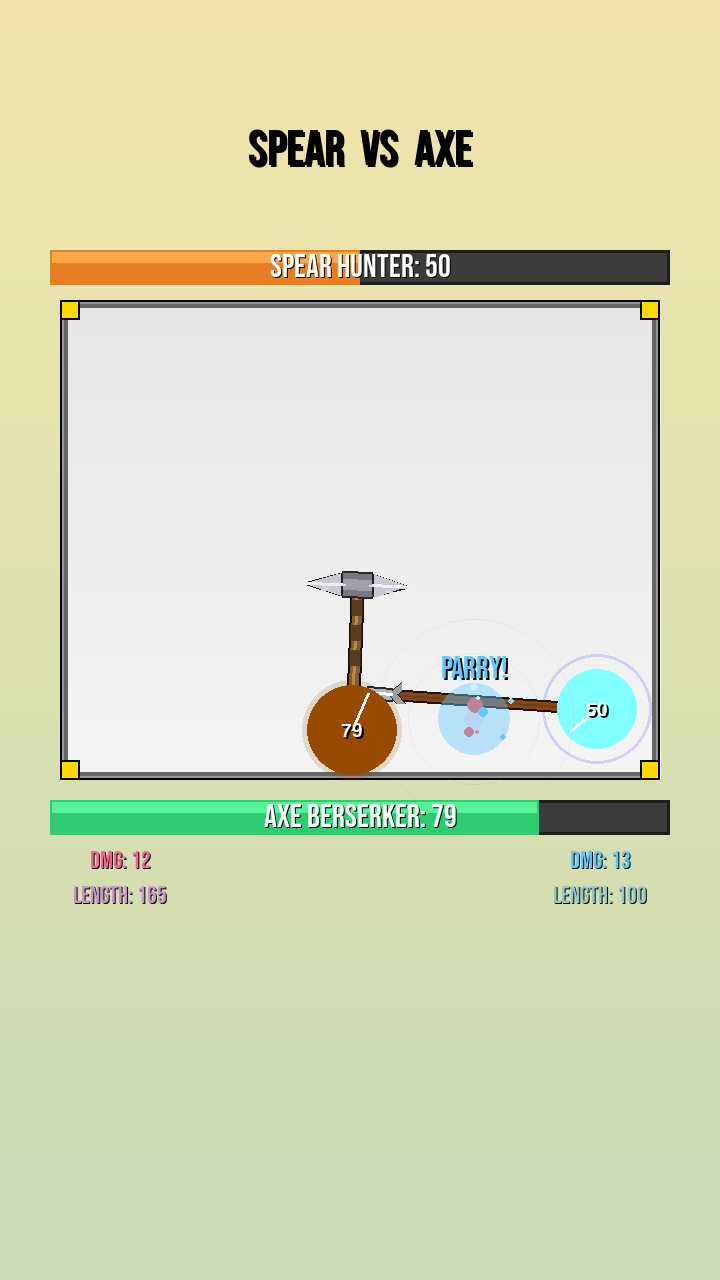 SPEAR VS AXE
SPEAR HUNTER: 50
PARRY!
50
79
AXE BERSERKER: 79
DMG: 12
DMG: 13
LENGTH: 165
LENGTH: 100